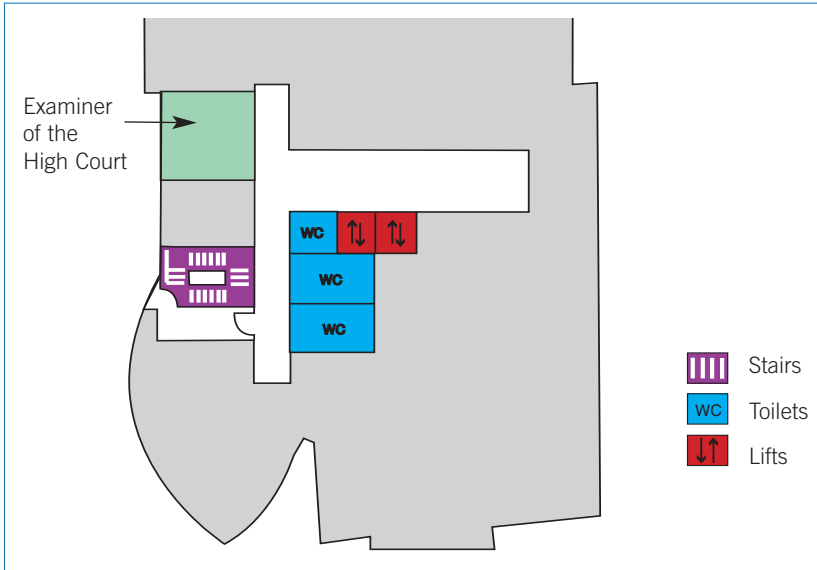 Examiner
of the
High Court
WC
WC
WC
Stairs
WC Toilets
Lifts